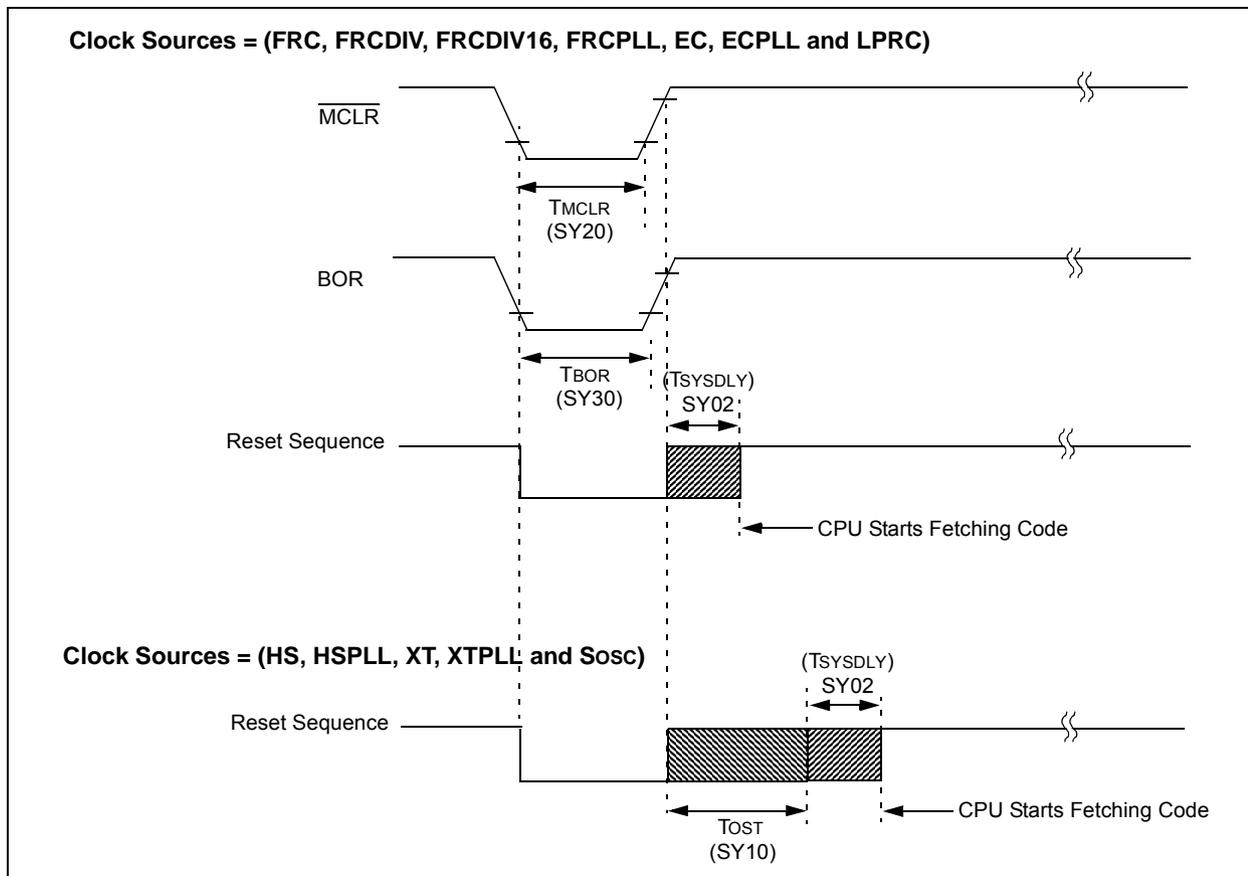 Clock Sources = (FRC, FRCDIV, FRCDIV16, FRCPLL, EC, ECPLL and LPRC)
MCLR
TMCLR
(SY20)
BOR
TBOR
(SY30)
(TSYSDLY)
SY02
Reset Sequence
CPU Starts Fetching Code
Clock Sources = (HS, HSPLL, XT, XTPLL and SOSC)
(TSYSDLY)
SY02
Reset Sequence
CPU Starts Fetching Code
TOST
(SY10)